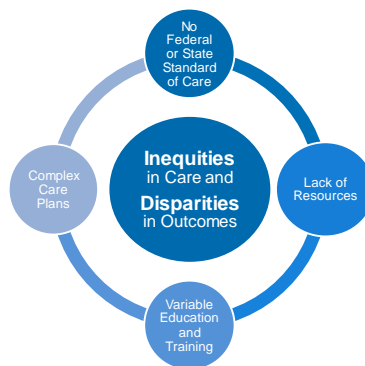 No
Federal
or State
Standard
of Care
Inequities
in Care and
Disparities
in Outcomes
Complex
Care
Plans
Lack of
Resources
Variable
Education
and
Training